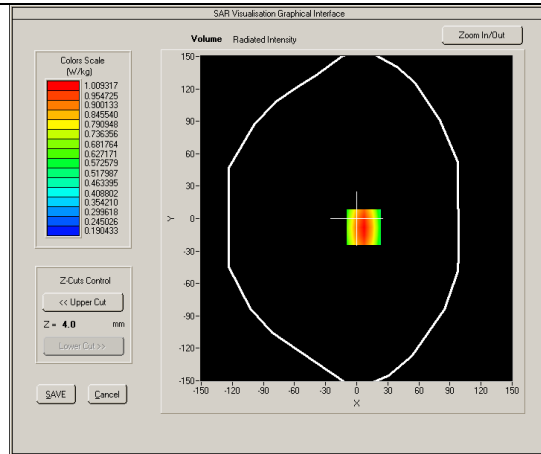 SAR Visualisation Graphical Interface
Volume Radiated Intensity
Zoom In/Out
Colors Scale
(W/kg)
1.009317
0.954725
0.900133
0.845540
0.790948
0.736356
0.681764
0.627171
0.572579
0.517987
0.463395
0.408802
0.354210
0.299618
0.245026
0.190433
Z-Cuts Control
<< Upper Cut
Z = 4.0 mm
Lower Cut >>
SAVE Cancel
150-
120-
90-
60-
30-
Y 0-
-30-
-60-
-90-
-120-
-150-
-150 -120 -90 -60 -30 0 30 60 90 120 150
X